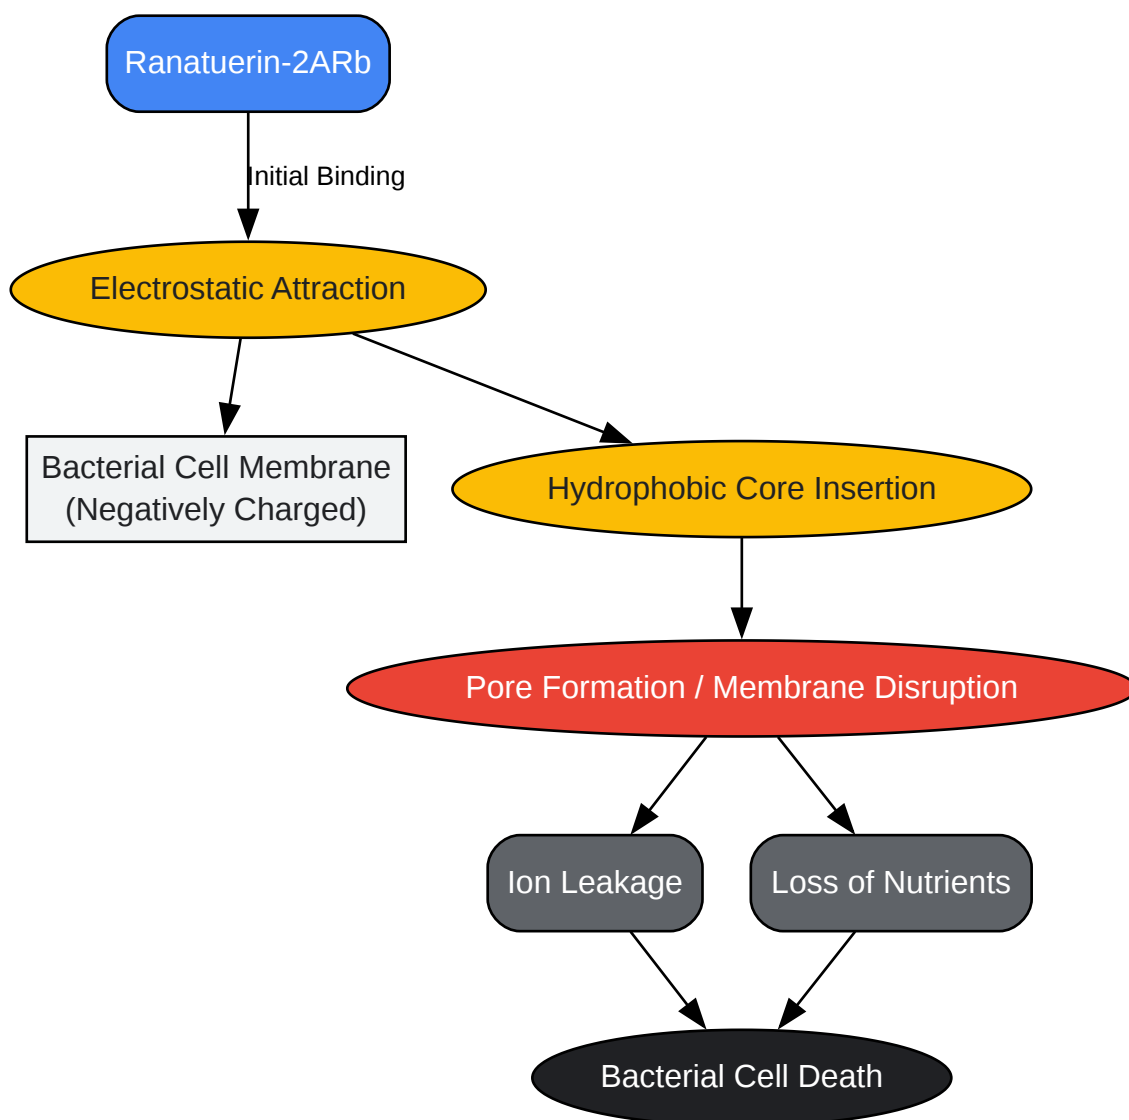 Ranatuerin-2ARb
Initial Binding
Electrostatic Attraction
Bacterial Cell Membrane
(Negatively Charged)
Hydrophobic Core Insertion
Pore Formation / Membrane Disruption
Ion Leakage
Loss of Nutrients
Bacterial Cell Death